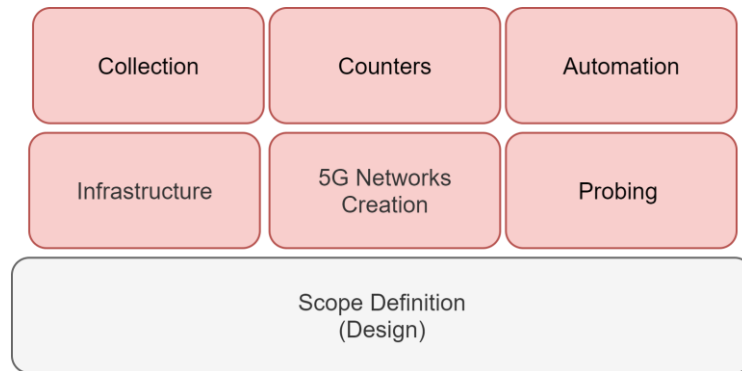 Collection
Counters
Automation
Infrastructure
5G Networks
Creation
Probing
Scope Definition
(Design)